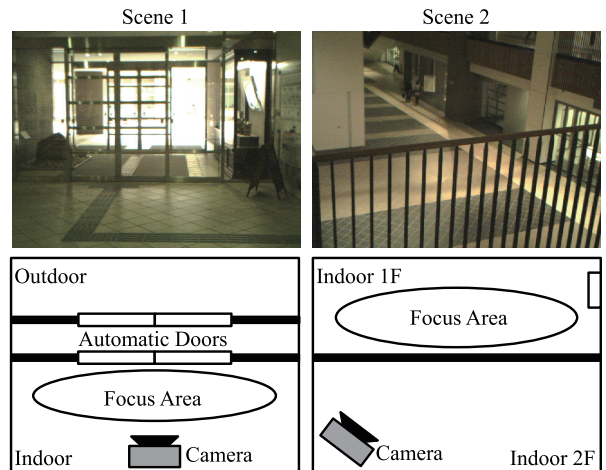 Scene 1
Scene 2
Outdoor
Automatic Doors
Focus Area
Indoor
Camera
Indoor 1F
Focus Area
Camera
Indoor 2F